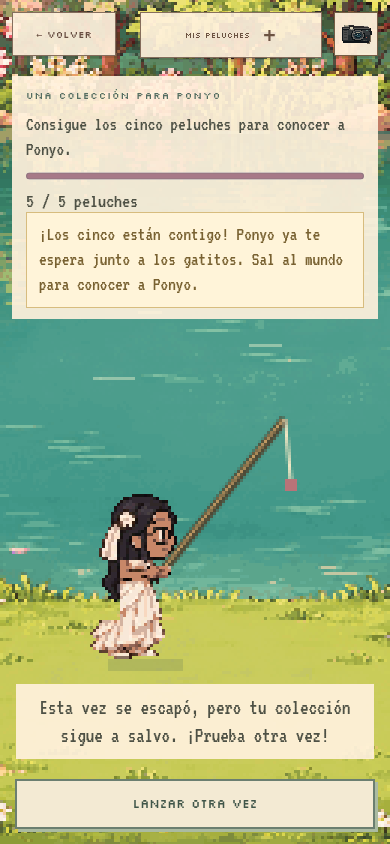 ← VOLVER
MIS PELUCHES +
UNA COLECCIÓN PARA PONYO
Consigue los cinco peluches para conocer a
Ponyo.
5 / 5 peluches
¡Los cinco están contigo! Ponyo ya te
espera junto a los gatitos. Sal al mundo
para conocer a Ponyo.
Esta vez se escapó, pero tu colección
sigue a salvo. ¡Prueba otra vez!
LANZAR OTRA VEZ